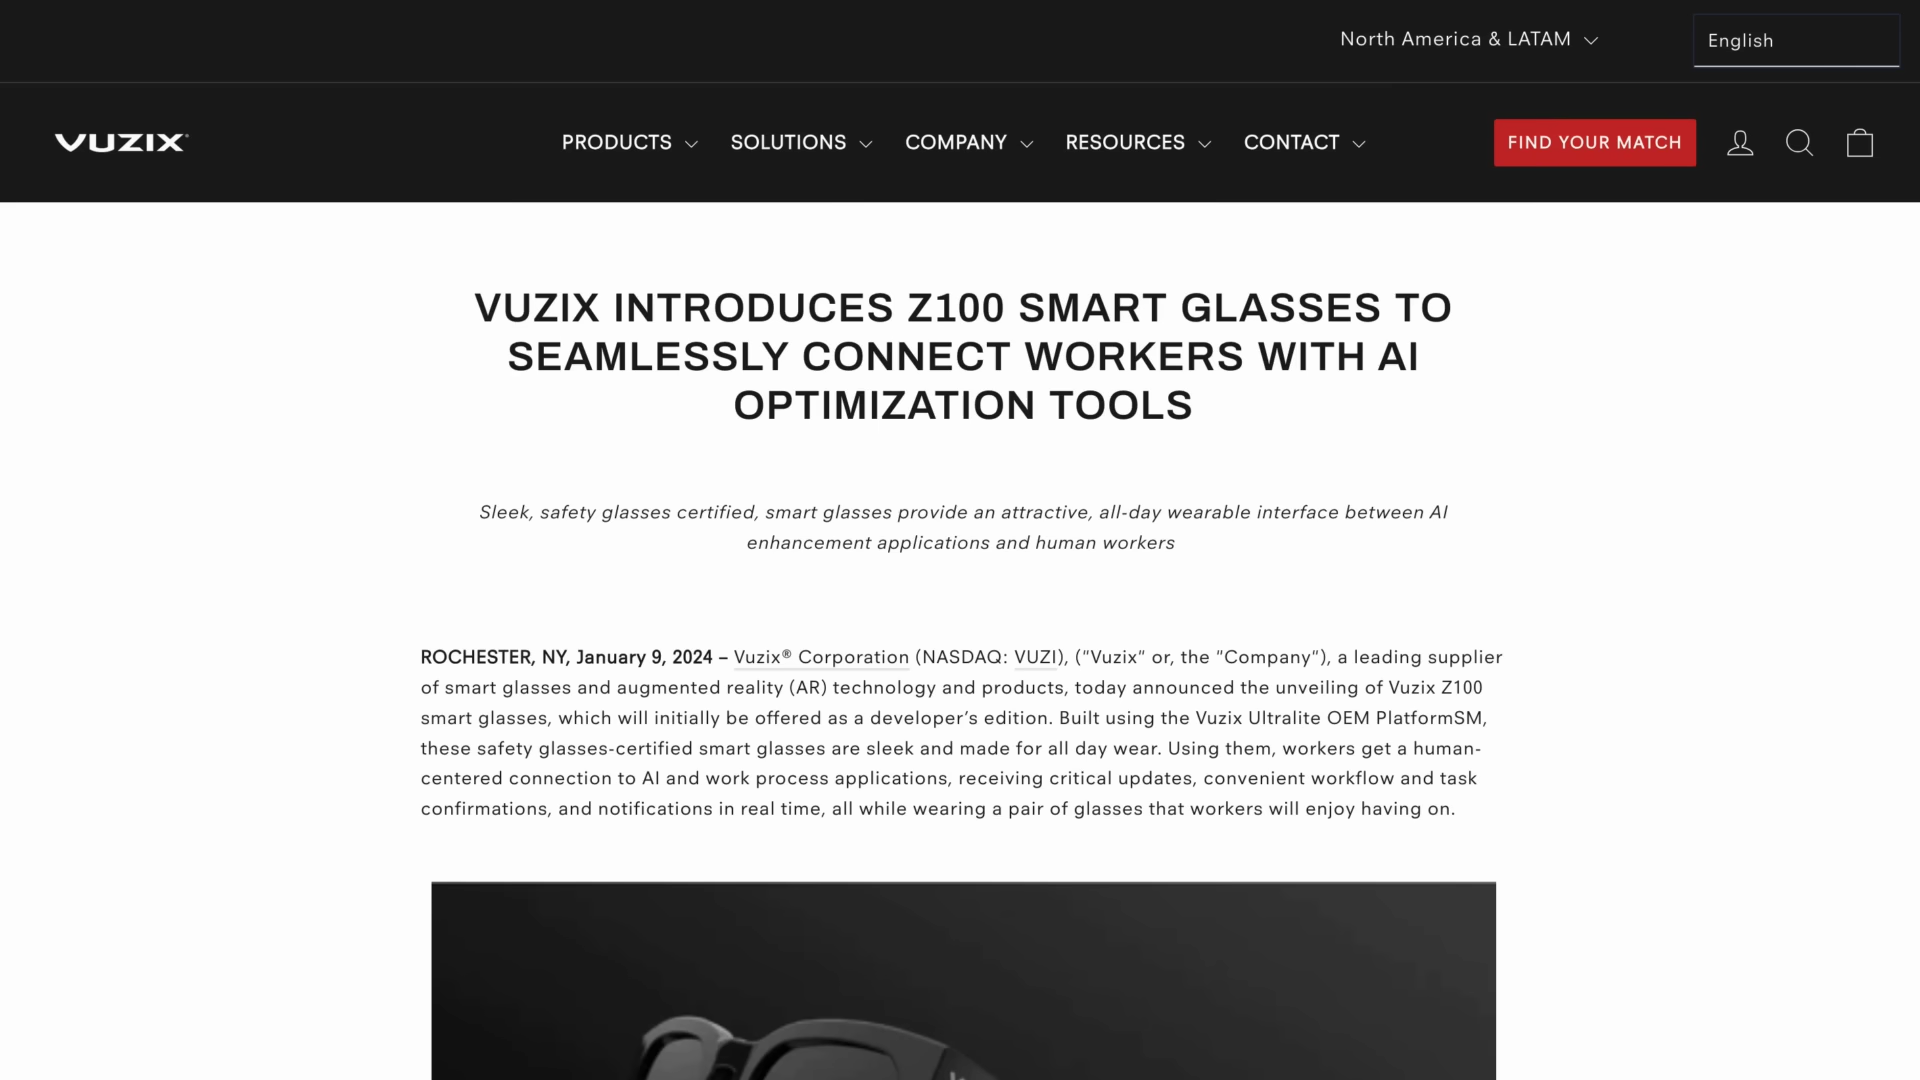 North America & LATAM
English
VUZIX®
PRODUCTS
SOLUTIONS
COMPANY
RESOURCES
CONTACT
FIND YOUR MATCH
VUZIX INTRODUCES Z100 SMART GLASSES TO
SEAMLESSLY CONNECT WORKERS WITH AI
OPTIMIZATION TOOLS
Sleek, safety glasses certified, smart glasses provide an attractive, all-day wearable interface between AI
enhancement applications and human workers
ROCHESTER, NY, January 9, 2024 – Vuzix® Corporation (NASDAQ: VUZI), ("Vuzix" or, the "Company"), a leading supplier
of smart glasses and augmented reality (AR) technology and products, today announced the unveiling of Vuzix Z100
smart glasses, which will initially be offered as a developer’s edition. Built using the Vuzix Ultralite OEM PlatformSM,
these safety glasses-certified smart glasses are sleek and made for all day wear. Using them, workers get a human-
centered connection to AI and work process applications, receiving critical updates, convenient workflow and task
confirmations, and notifications in real time, all while wearing a pair of glasses that workers will enjoy having on.